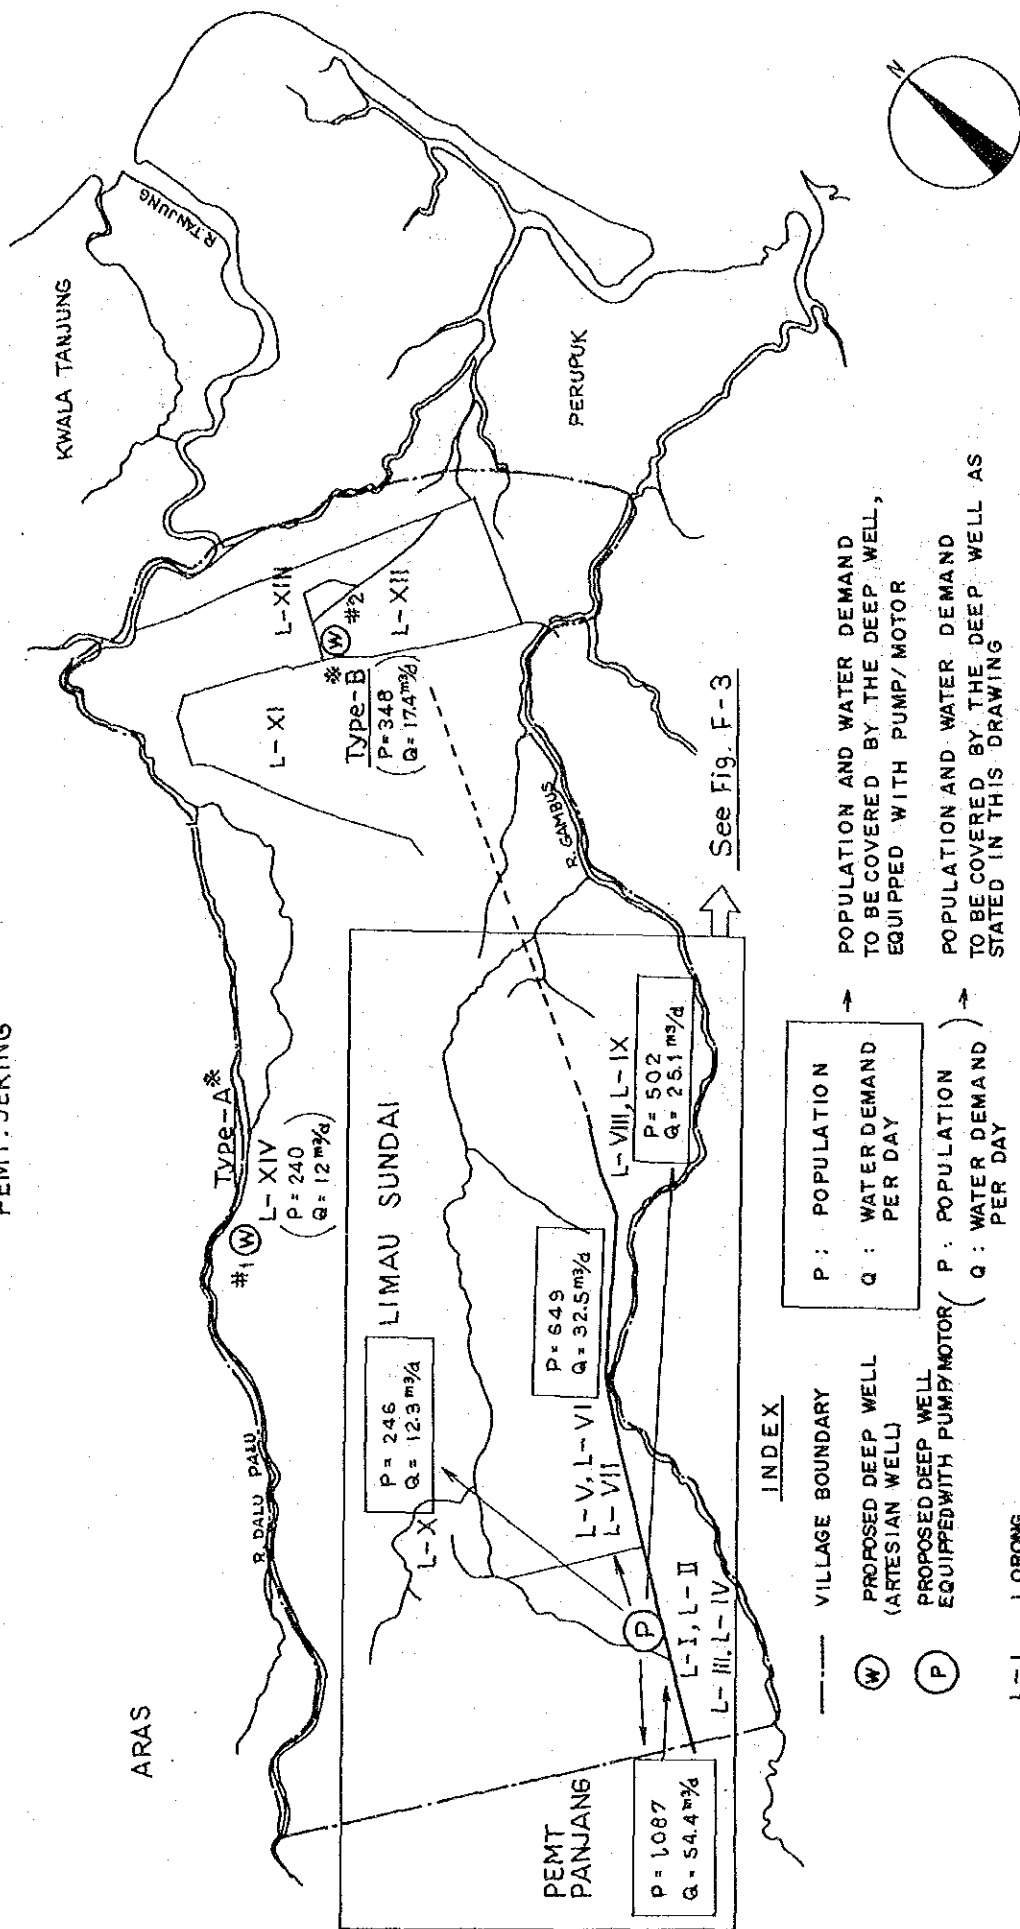 PEMT. JERING
KWALA TANJUNG
R.TANJUNG
N
ARAS
R. DALU PALU
#1 W
Type-A※
L-XIV
(P=240
Q=12 m3/d)
L-XI
L-XIII
W #2
L-XII
※
Type-B
(P=348
Q=17.4 m3/d)
PERUPUK
R. GAMBUS
LIMAU SUNDAI
P=246
Q=12.3 m3/d
L-X
P=649
Q=32.5 m3/d
L-V, L-VI
L-VII
L-VIII, L-IX
P=502
Q=25.1 m3/d
P
L-I, L-II
L-III, L-IV
PEMT
PANJANG
P=1,087
Q=54.4 m3/d
See Fig. F-3
INDEX
VILLAGE BOUNDARY
W PROPOSED DEEP WELL
(ARTESIAN WELL)
P PROPOSED DEEP WELL
EQUIPPED WITH PUMP/MOTOR
L-I LORONG
P : POPULATION
Q : WATER DEMAND
PER DAY
→ POPULATION AND WATER DEMAND
TO BE COVERED BY THE DEEP WELL,
EQUIPPED WITH PUMP/MOTOR
(P : POPULATION
Q : WATER DEMAND
PER DAY)
→ POPULATION AND WATER DEMAND
TO BE COVERED BY THE DEEP WELL AS
STATED IN THIS DRAWING